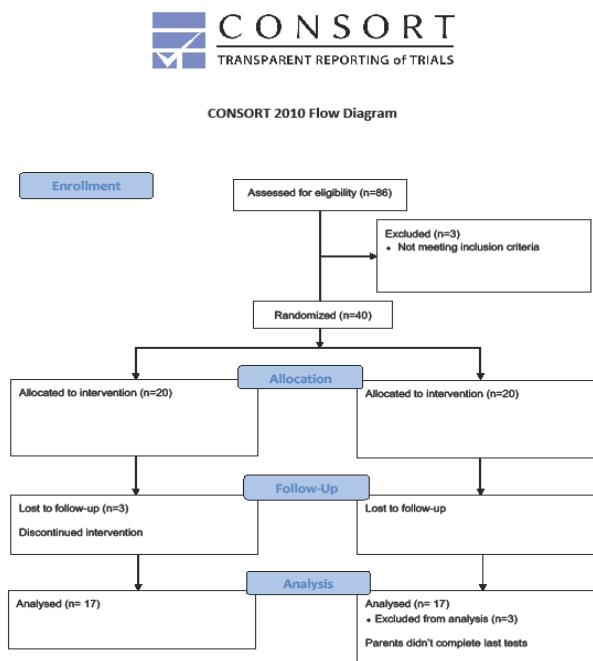 CONSORT
TRANSPARENT REPORTING of TRIALS
CONSORT 2010 Flow Diagram
Enrollment
Assessed for eligibility (n=86)
Excluded (n=3)
• Not meeting inclusion criteria
Randomized (n=40)
Allocation
Allocated to intervention (n=20)
Allocated to intervention (n=20)
Follow-Up
Lost to follow-up (n=3)
Discontinued intervention
Lost to follow-up
Analysis
Analysed (n= 17)
Analysed (n= 17)
• Excluded from analysis (n=3)
Parents didn't complete last tests